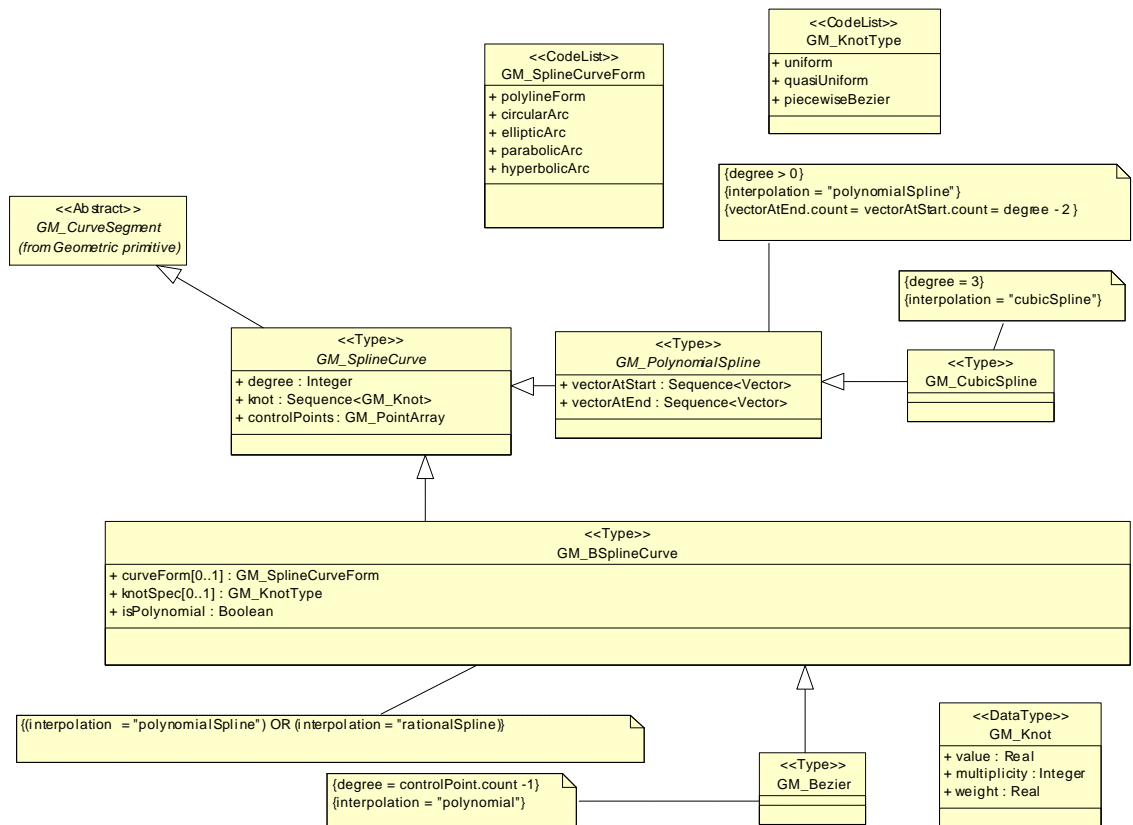 <<CodeList>>
GM_KnotType
+ uniform
+ quasiUniform
+ piecewiseBezier
<<CodeList>>
GM_SplineCurveForm
+ polylineForm
+ circularArc
+ ellipticArc
+ parabolicArc
+ hyperbolicArc
{degree > 0}
{interpolation = "polynomialSpline"}
{vectorAtEnd.count = vectorAtStart.count = degree - 2 }
<<Abstract>>
GM_CurveSegment
(from Geometric primitive)
{degree = 3}
{interpolation = "cubicSpline"}
<<Type>>
GM_SplineCurve
+ degree : Integer
+ knot : Sequence<GM_Knot>
+ controlPoints : GM_PointArray
<<Type>>
GM_PolynomialSpline
+ vectorAtStart : Sequence<Vector>
+ vectorAtEnd : Sequence<Vector>
<<Type>>
GM_CubicSpline
<<Type>>
GM_BSplineCurve
+ curveForm[0..1] : GM_SplineCurveForm
+ knotSpec[0..1] : GM_KnotType
+ isPolynomial : Boolean
{(interpolation = "polynomialSpline") OR (interpolation = "rationalSpline)}
<<DataType>>
GM_Knot
+ value : Real
+ multiplicity : Integer
+ weight : Real
<<Type>>
GM_Bezier
{degree = controlPoint.count -1}
{interpolation = "polynomial"}